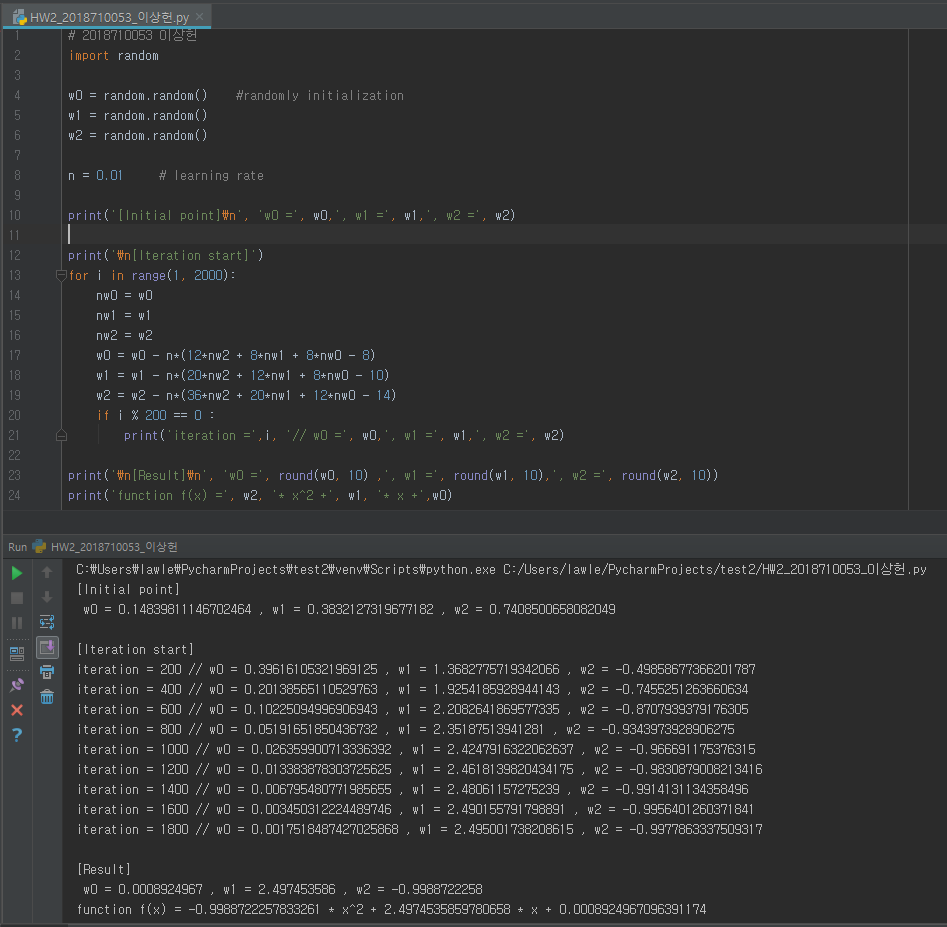 HW2_2018710053_이상헌.py
1 # 2018710053 이상헌
2 import random
3
4 w0 = random.random() #randomly initialization
5 w1 = random.random()
6 w2 = random.random()
7
8 n = 0.01 # learning rate
9
10 print('[Initial point]₩n', 'w0 =', w0,', w1 =', w1,', w2 =', w2)
11
12 print('₩n[Iteration start]')
13 for i in range(1, 2000):
14 nw0 = w0
15 nw1 = w1
16 nw2 = w2
17 w0 = w0 - n*(12*nw2 + 8*nw1 + 8*nw0 - 8)
18 w1 = w1 - n*(20*nw2 + 12*nw1 + 8*nw0 - 10)
19 w2 = w2 - n*(36*nw2 + 20*nw1 + 12*nw0 - 14)
20 if i % 200 == 0 :
21 print('iteration =',i, '// w0 =', w0,', w1 =', w1,', w2 =', w2)
22
23 print('₩n[Result]₩n', 'w0 =', round(w0, 10) ,', w1 =', round(w1, 10),', w2 =', round(w2, 10))
24 print('function f(x) =', w2, '* x^2 +', w1, '* x +',w0)
Run HW2_2018710053_이상헌
C:₩Users₩lawle₩PycharmProjects₩test2₩venv₩Scripts₩python.exe C:/Users/lawle/PycharmProjects/test2/HW2_2018710053_이상헌.py
[Initial point]
w0 = 0.14839811146702464 , w1 = 0.3832127319677182 , w2 = 0.7408500658082049
[Iteration start]
iteration = 200 // w0 = 0.39616105321969125 , w1 = 1.3682775719342066 , w2 = -0.49858677366201787
iteration = 400 // w0 = 0.20138565110529763 , w1 = 1.9254185928944143 , w2 = -0.7455251263660634
iteration = 600 // w0 = 0.10225094996906943 , w1 = 2.2082641869577335 , w2 = -0.8707939379176305
iteration = 800 // w0 = 0.05191651850436732 , w1 = 2.35187513941281 , w2 = -0.9343973928906275
iteration = 1000 // w0 = 0.026359900713336392 , w1 = 2.4247916322062637 , w2 = -0.966691175376315
iteration = 1200 // w0 = 0.013383878303725625 , w1 = 2.4618139820434175 , w2 = -0.9830879008213416
iteration = 1400 // w0 = 0.006795480771985655 , w1 = 2.48061157275239 , w2 = -0.9914131134358496
iteration = 1600 // w0 = 0.003450312224489746 , w1 = 2.490155791798891 , w2 = -0.9956401260371841
iteration = 1800 // w0 = 0.0017518487427025868 , w1 = 2.495001738208615 , w2 = -0.9977863337509317
[Result]
w0 = 0.0008924967 , w1 = 2.497453586 , w2 = -0.9988722258
function f(x) = -0.9988722257833261 * x^2 + 2.4974535859780658 * x + 0.0008924967096391174